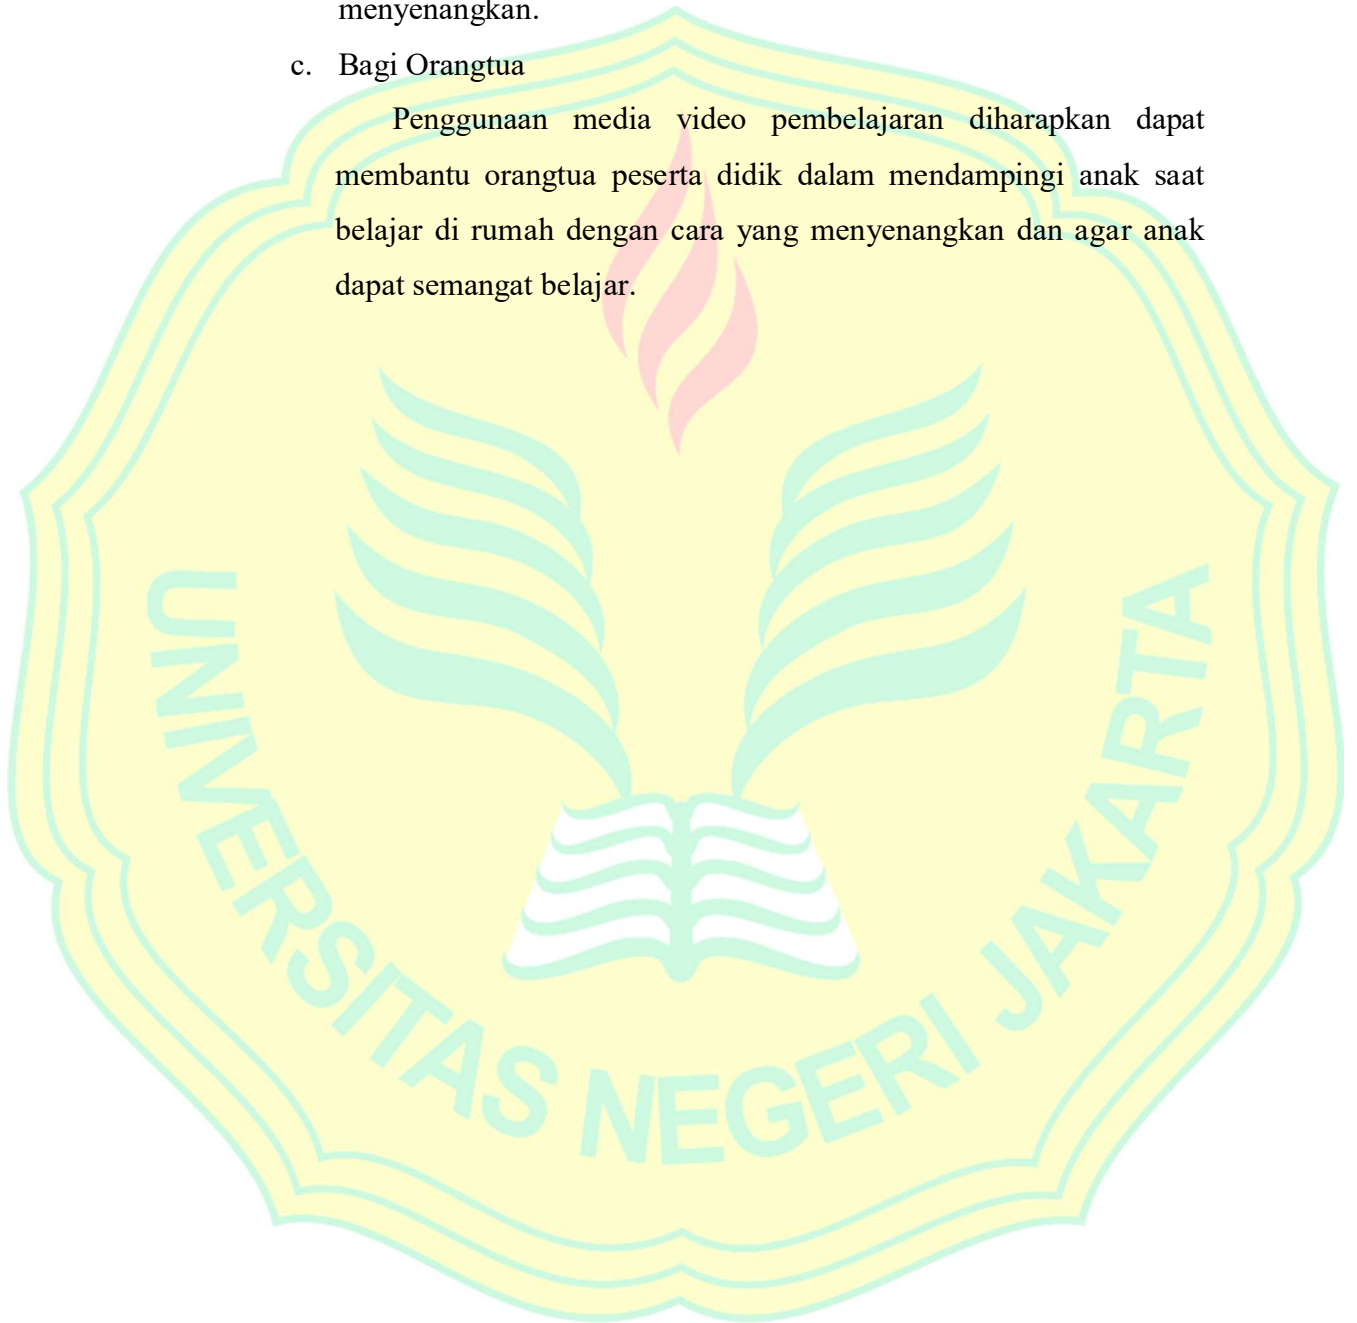 menyenangkan.
c. Bagi Orangtua
Penggunaan media video pembelajaran diharapkan dapat
membantu orangtua peserta didik dalam mendampingi anak saat
belajar di rumah dengan cara yang menyenangkan dan agar anak
dapat semangat belajar.
UNIVERSITAS NEGERI JAKARTA